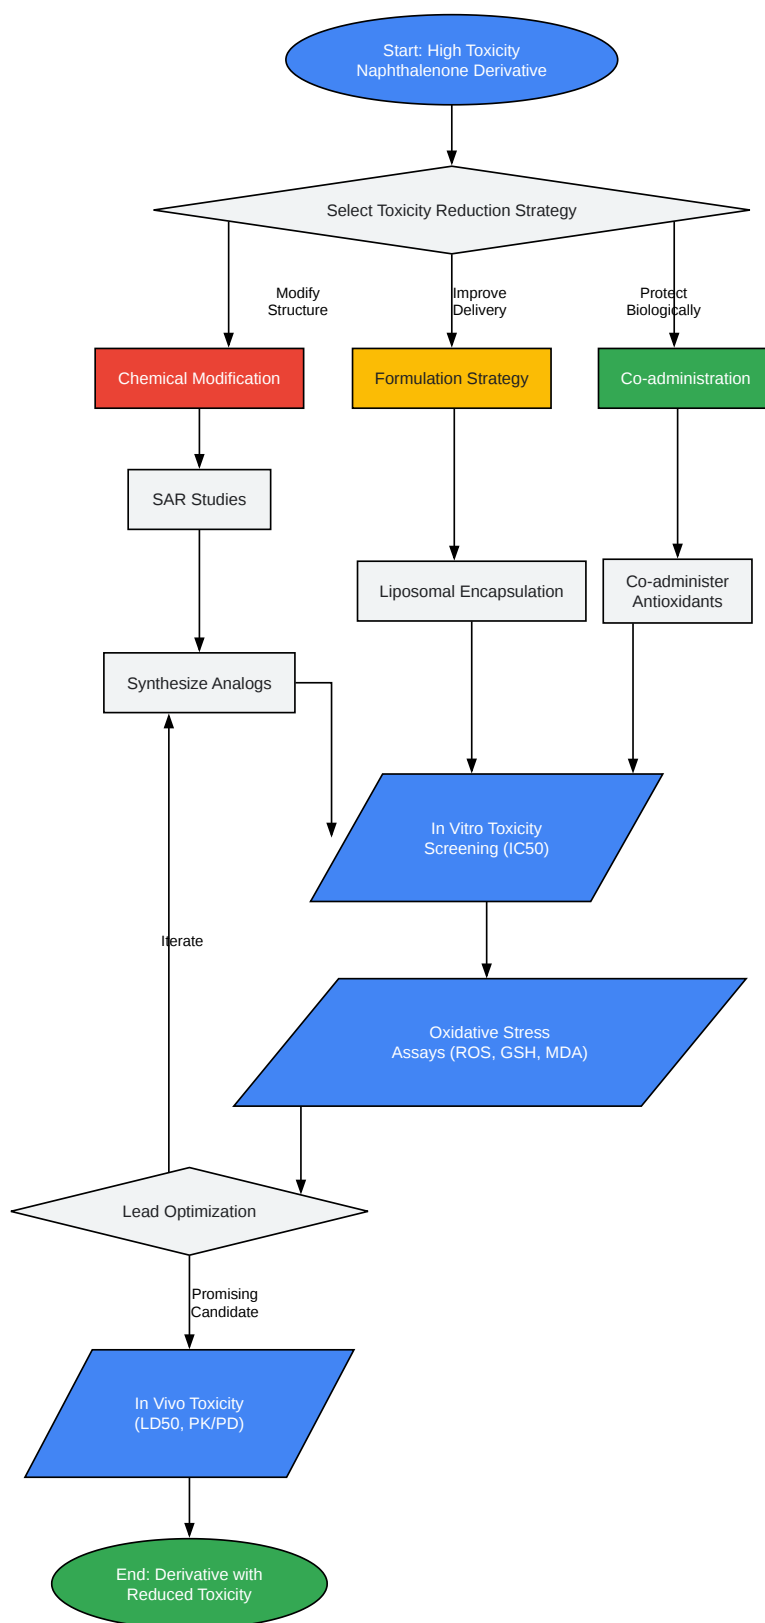 Start: High Toxicity
Naphthalenone Derivative
Select Toxicity Reduction Strategy
Modify
Structure
Improve
Delivery
Protect
Biologically
Chemical Modification
Formulation Strategy
Co-administration
SAR Studies
Liposomal Encapsulation
Co-administer
Antioxidants
Synthesize Analogs
In Vitro Toxicity
Screening (IC50)
Iterate
Oxidative Stress
Assays (ROS, GSH, MDA)
Lead Optimization
Promising
Candidate
In Vivo Toxicity
(LD50, PK/PD)
End: Derivative with
Reduced Toxicity